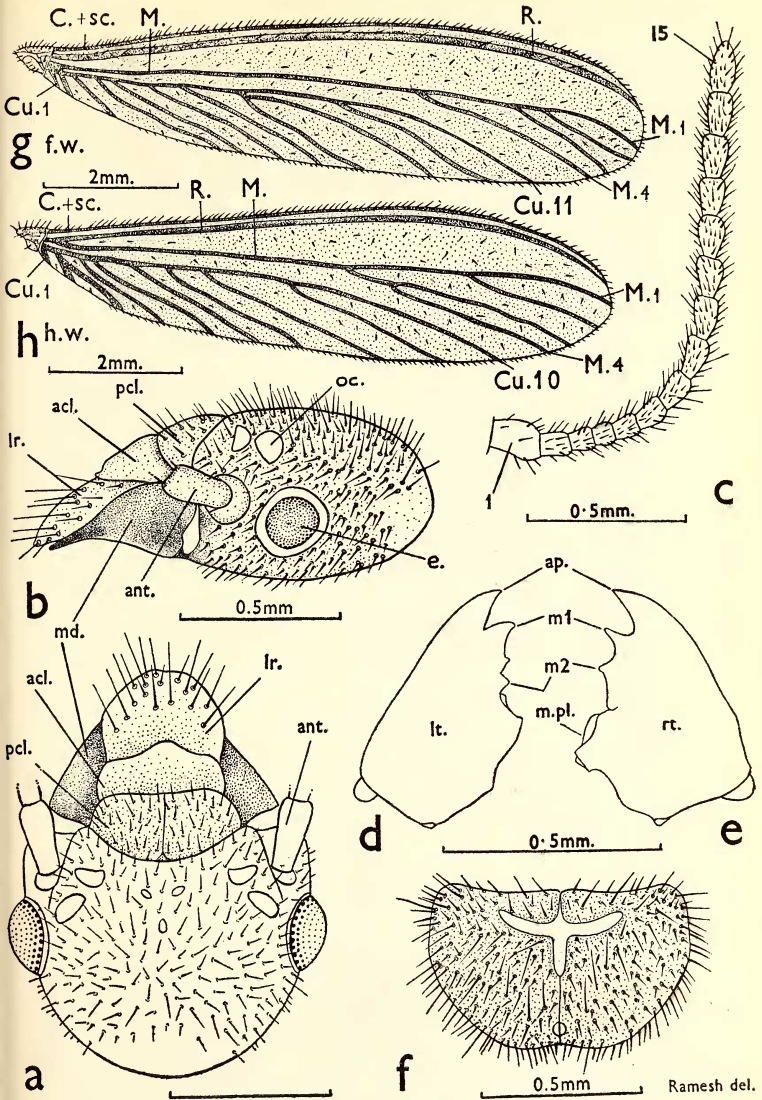 C.+sc. M. R.
15
Cu.1
g f.w.
M.1
2mm.
M.4
Cu.11
C.+sc. R. M.
Cu.1
M.1
h h.w.
M.4
2mm.
Cu.10
pcl. oc.
acl.
lr.
1
c
0·5mm.
ant.
e.
b
0.5mm
md.
ap.
m1
m2
m.pl.
lt. rt.
d e
0·5mm.
lr.
acl.
ant.
pcl.
a
f
0.5mm
Ramesh del.